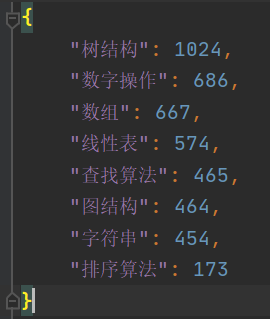 {
"树结构": 1024,
"数字操作": 686,
"数组": 667,
"线性表": 574,
"查找算法": 465,
"图结构": 464,
"字符串": 454,
"排序算法": 173
}